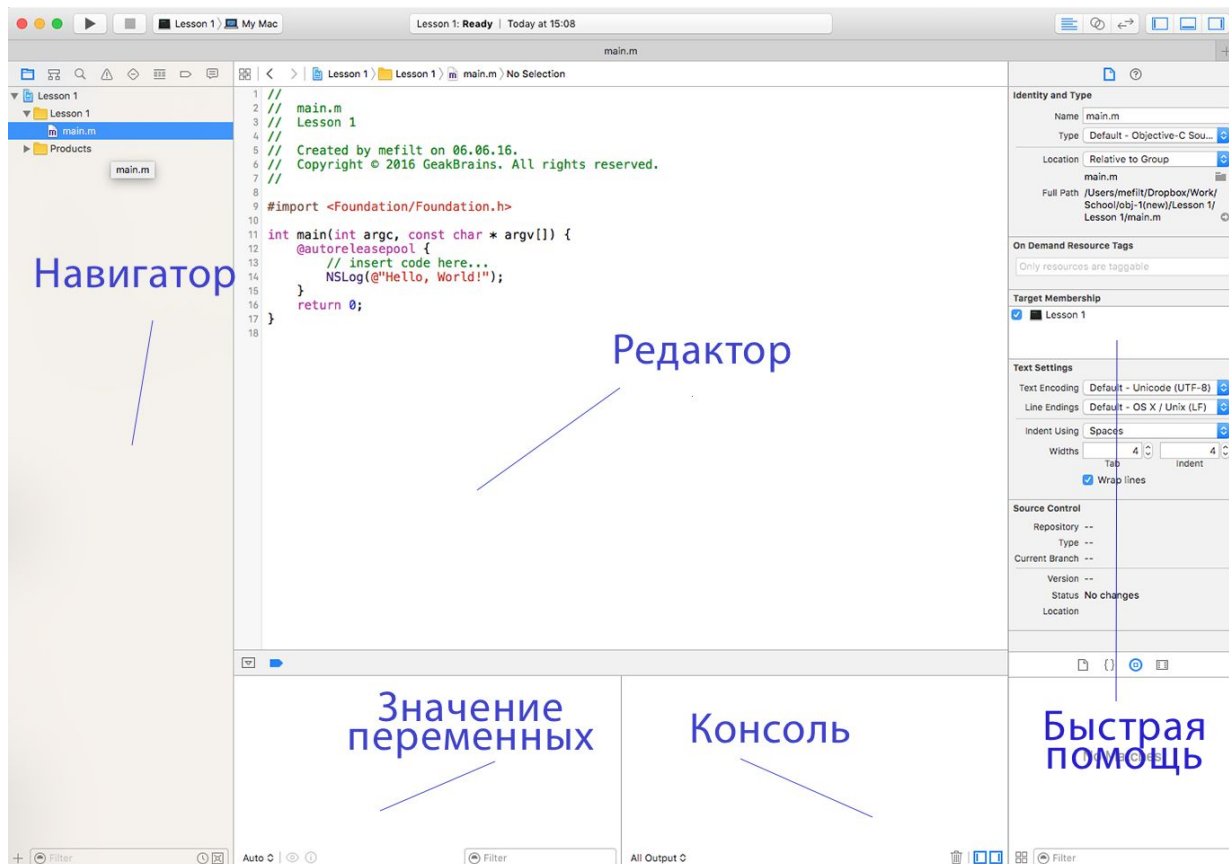 Lesson 1 My Mac
Lesson 1: Ready | Today at 15:08
main.m
Lesson 1
Lesson 1
main.m
Products
main.m
Навигатор
Filter
Lesson 1 Lesson 1 main.m No Selection
1 //
2 // main.m
3 // Lesson 1
4 //
5 // Created by mefilt on 06.06.16.
6 // Copyright © 2016 GeakBrains. All rights reserved.
7 //
8
9 #import <Foundation/Foundation.h>
10
11 int main(int argc, const char * argv[]) {
12 @autoreleasepool {
13 // insert code here...
14 NSLog(@"Hello, World!");
15 }
16 return 0;
17 }
18
Редактор
Значение
переменных
Auto
Filter
Консоль
All Output
Identity and Type
Name main.m
Type Default - Objective-C Sou...
Location Relative to Group
main.m
Full Path /Users/mefilt/Dropbox/Work/
School/obj-1(new)/Lesson 1/
Lesson 1/main.m
On Demand Resource Tags
Only resources are taggable
Target Membership
Lesson 1
Text Settings
Text Encoding Default - Unicode (UTF-8)
Line Endings Default - OS X / Unix (LF)
Indent Using Spaces
Widths 4 4
Tab Indent
Wrap lines
Source Control
Repository --
Type --
Current Branch --
Version --
Status No changes
Location
Быстрая
помощь
No Matches
Filter